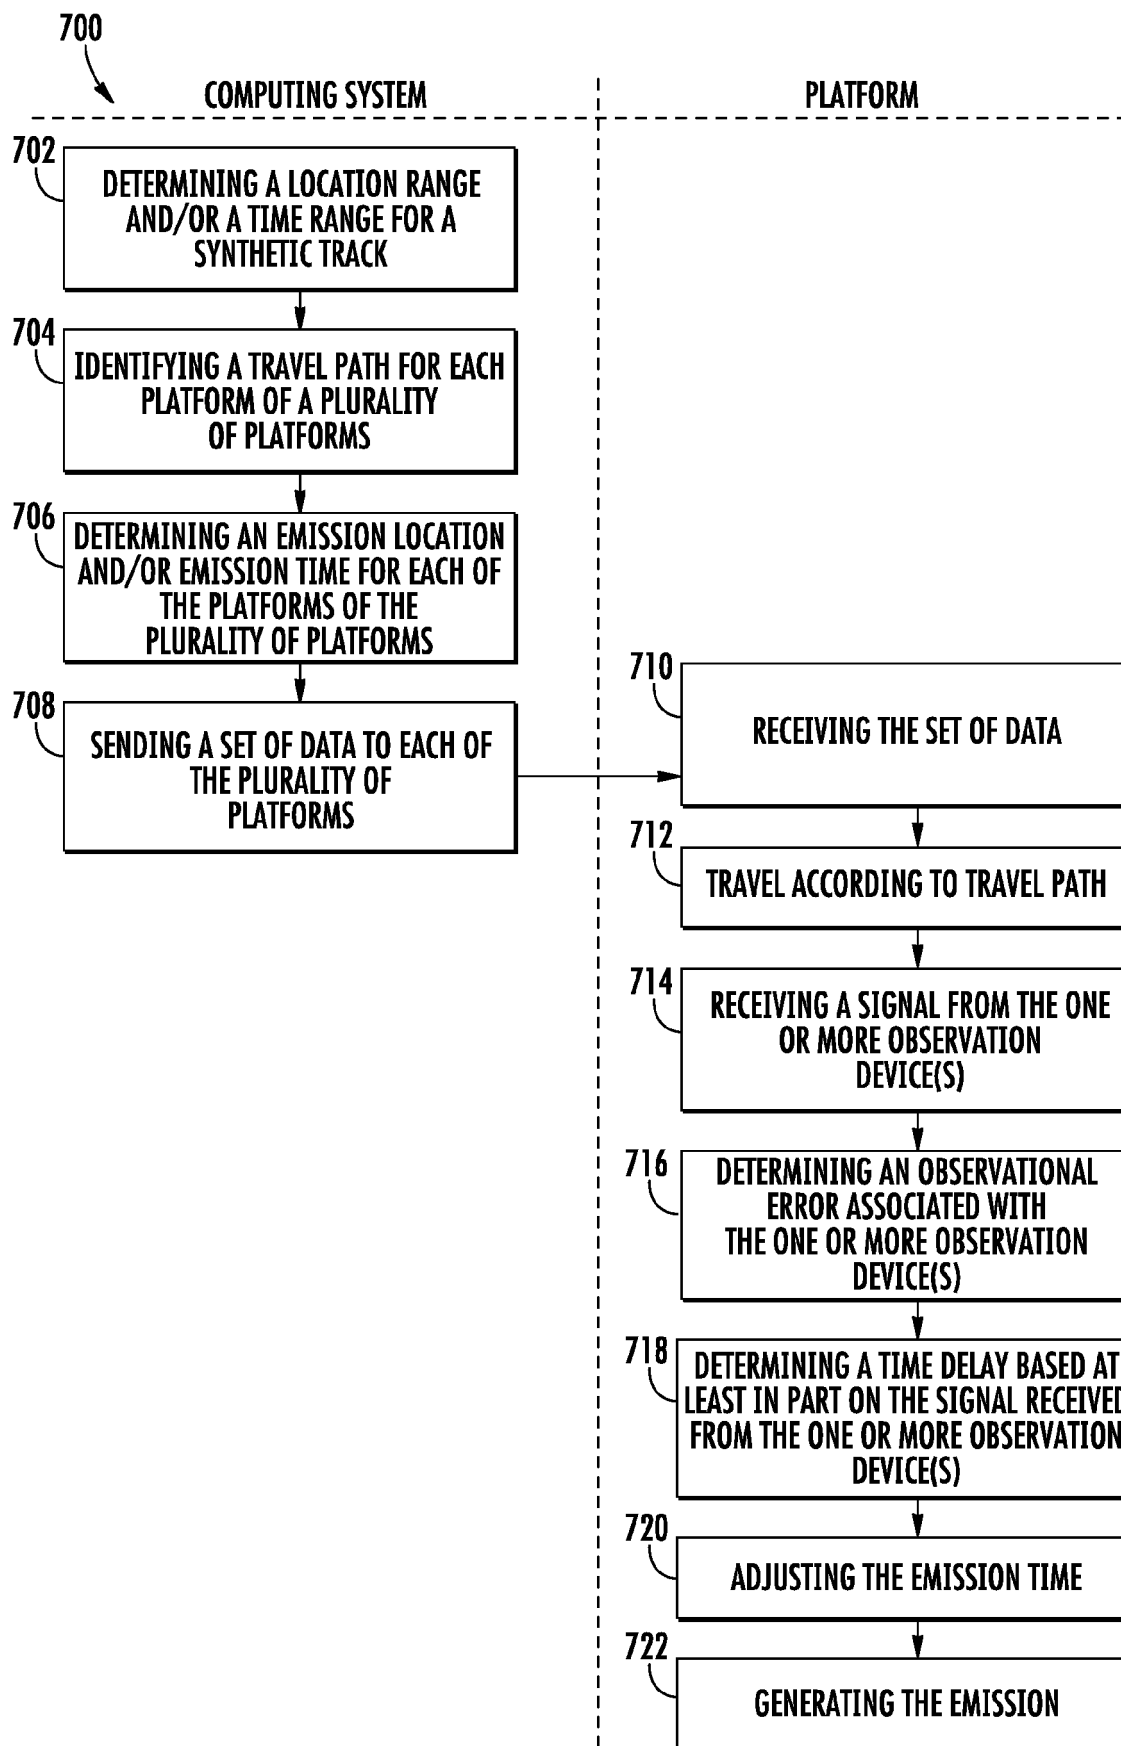 700
COMPUTING SYSTEM
PLATFORM
702
DETERMINING A LOCATION RANGE
AND/OR A TIME RANGE FOR A
SYNTHETIC TRACK
704
IDENTIFYING A TRAVEL PATH FOR EACH
PLATFORM OF A PLURALITY
OF PLATFORMS
706
DETERMINING AN EMISSION LOCATION
AND/OR EMISSION TIME FOR EACH OF
THE PLATFORMS OF THE
PLURALITY OF PLATFORMS
708
SENDING A SET OF DATA TO EACH OF
THE PLURALITY OF
PLATFORMS
710
RECEIVING THE SET OF DATA
712
TRAVEL ACCORDING TO TRAVEL PATH
714
RECEIVING A SIGNAL FROM THE ONE
OR MORE OBSERVATION
DEVICE(S)
716
DETERMINING AN OBSERVATIONAL
ERROR ASSOCIATED WITH
THE ONE OR MORE OBSERVATION
DEVICE(S)
718
DETERMINING A TIME DELAY BASED AT
LEAST IN PART ON THE SIGNAL RECEIVED
FROM THE ONE OR MORE OBSERVATION
DEVICE(S)
720
ADJUSTING THE EMISSION TIME
722
GENERATING THE EMISSION